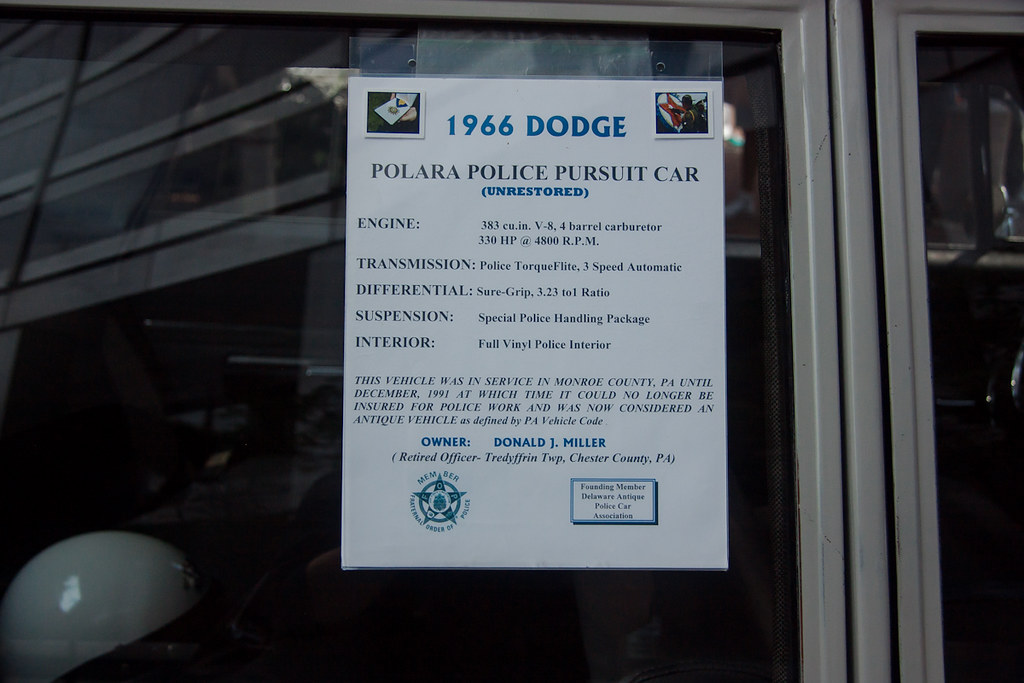 1966 DODGE
POLARA POLICE PURSUIT CAR
(UNRESTORED)
ENGINE: 383 cu.in. V-8, 4 barrel carburetor
330 HP @ 4800 R.P.M.
TRANSMISSION: Police TorqueFlite, 3 Speed Automatic
DIFFERENTIAL: Sure-Grip, 3.23 to1 Ratio
SUSPENSION: Special Police Handling Package
INTERIOR: Full Vinyl Police Interior
THIS VEHICLE WAS IN SERVICE IN MONROE COUNTY, PA UNTIL
DECEMBER, 1991 AT WHICH TIME IT COULD NO LONGER BE
INSURED FOR POLICE WORK AND WAS NOW CONSIDERED AN
ANTIQUE VEHICLE as defined by PA Vehicle Code
OWNER: DONALD J. MILLER
( Retired Officer- Tredyffrin Twp, Chester County, PA)
MEMBER
FRATERNAL ORDER OF POLICE
Founding Member
Delaware Antique
Police Car
Association